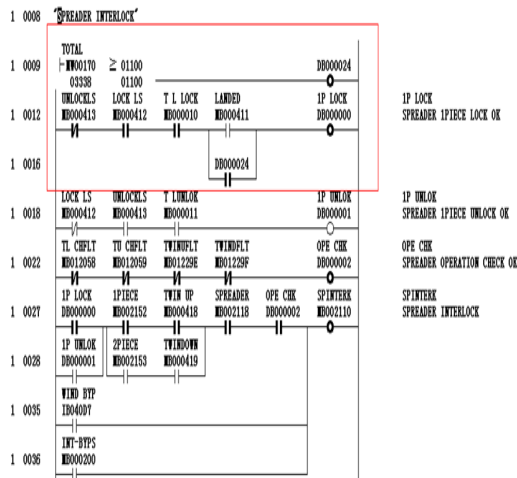 1 0008 "SPREADER INTERLOCK"
TOTAL
1 0009 MW00170 ≥ 01100 DB000024
03338 01100
UNLOCKLS LOCK LS T L LOCK LANDED 1P LOCK 1P LOCK
1 0012 MB000413 MB000412 MB000010 MB000411 DB000000 SPREADER 1PIECE LOCK OK
1 0016 DB000024
LOCK LS UNLOCKLS T LUNLOK 1P UNLOK 1P UNLOK
1 0018 MB000412 MB000413 MB000011 DB000001 SPREADER 1PIECE UNLOCK OK
TL CHFLT TU CHFLT TWINUFLT TWINDFLT OPE CHK OPE CHK
1 0022 MB012058 MB012059 MB01229E MB01229F DB000002 SPREADER OPERATION CHECK OK
1P LOCK 1PIECE TWIN UP SPREADER OPE CHK SPINTERK SPINTERK
1 0027 DB000000 MB002152 MB000418 MB002118 DB000002 MB002110 SPREADER INTERLOCK
1P UNLOK 2PIECE TWINDOWN
1 0028 DB000001 MB002153 MB000419
WIND BYP
1 0035 IB040D7
INT-BYPS
1 0036 MB000200